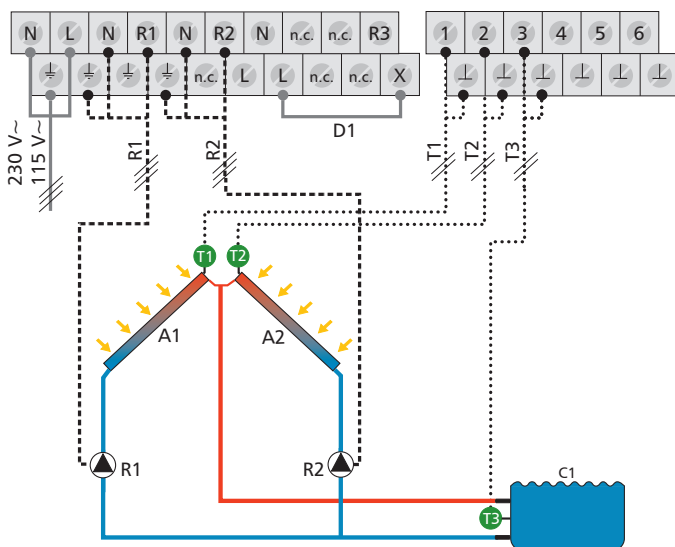 N L N R1 N R2 N n.c. n.c. R3
n.c. L L n.c. n.c. X
1 2 3 4 5 6
D1
230 V~
115 V~
R1
R2
T1
T2
T3
T1 T2
A1 A2
R1 R2
C1
T3